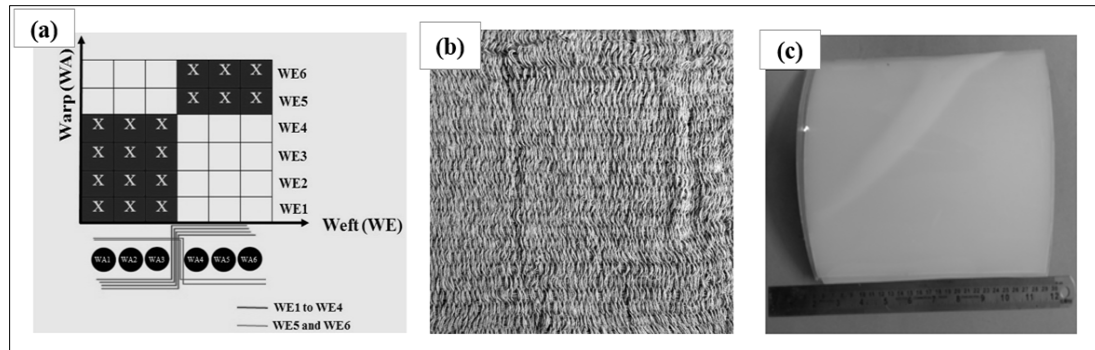 (a)
Warp (WA)
X X X WE6
X X X WE5
X X X WE4
X X X WE3
X X X WE2
X X X WE1
Weft (WE)
WA1 WA2 WA3 WA4 WA5 WA6
WE1 to WE4
WE5 and WE6
(b)
(c)